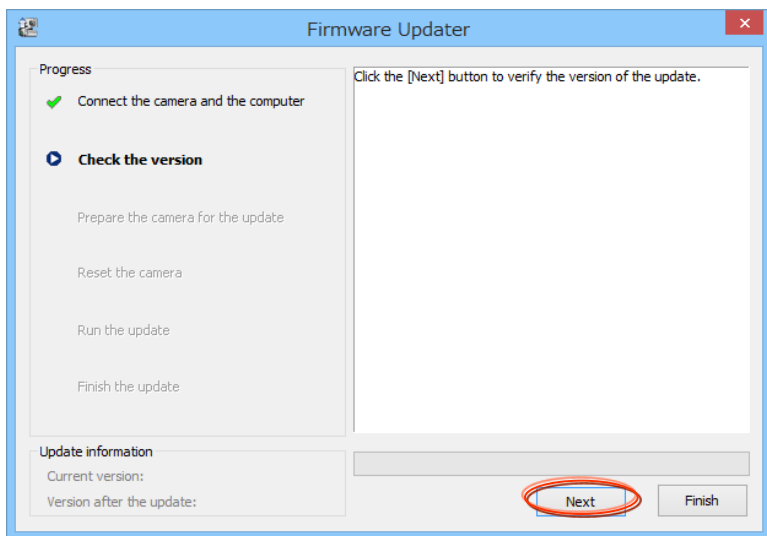 Firmware Updater
Progress
Connect the camera and the computer
Check the version
Prepare the camera for the update
Reset the camera
Run the update
Finish the update
Click the [Next] button to verify the version of the update.
Update information
Current version:
Version after the update:
Next
Finish